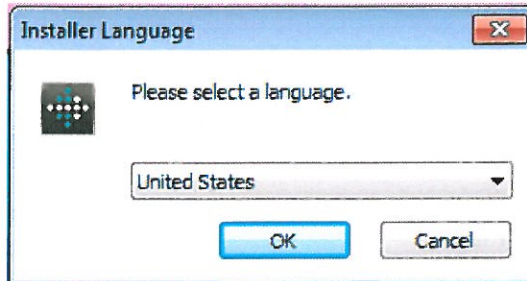 Installer Language
Please select a language.
United States
OK
Cancel